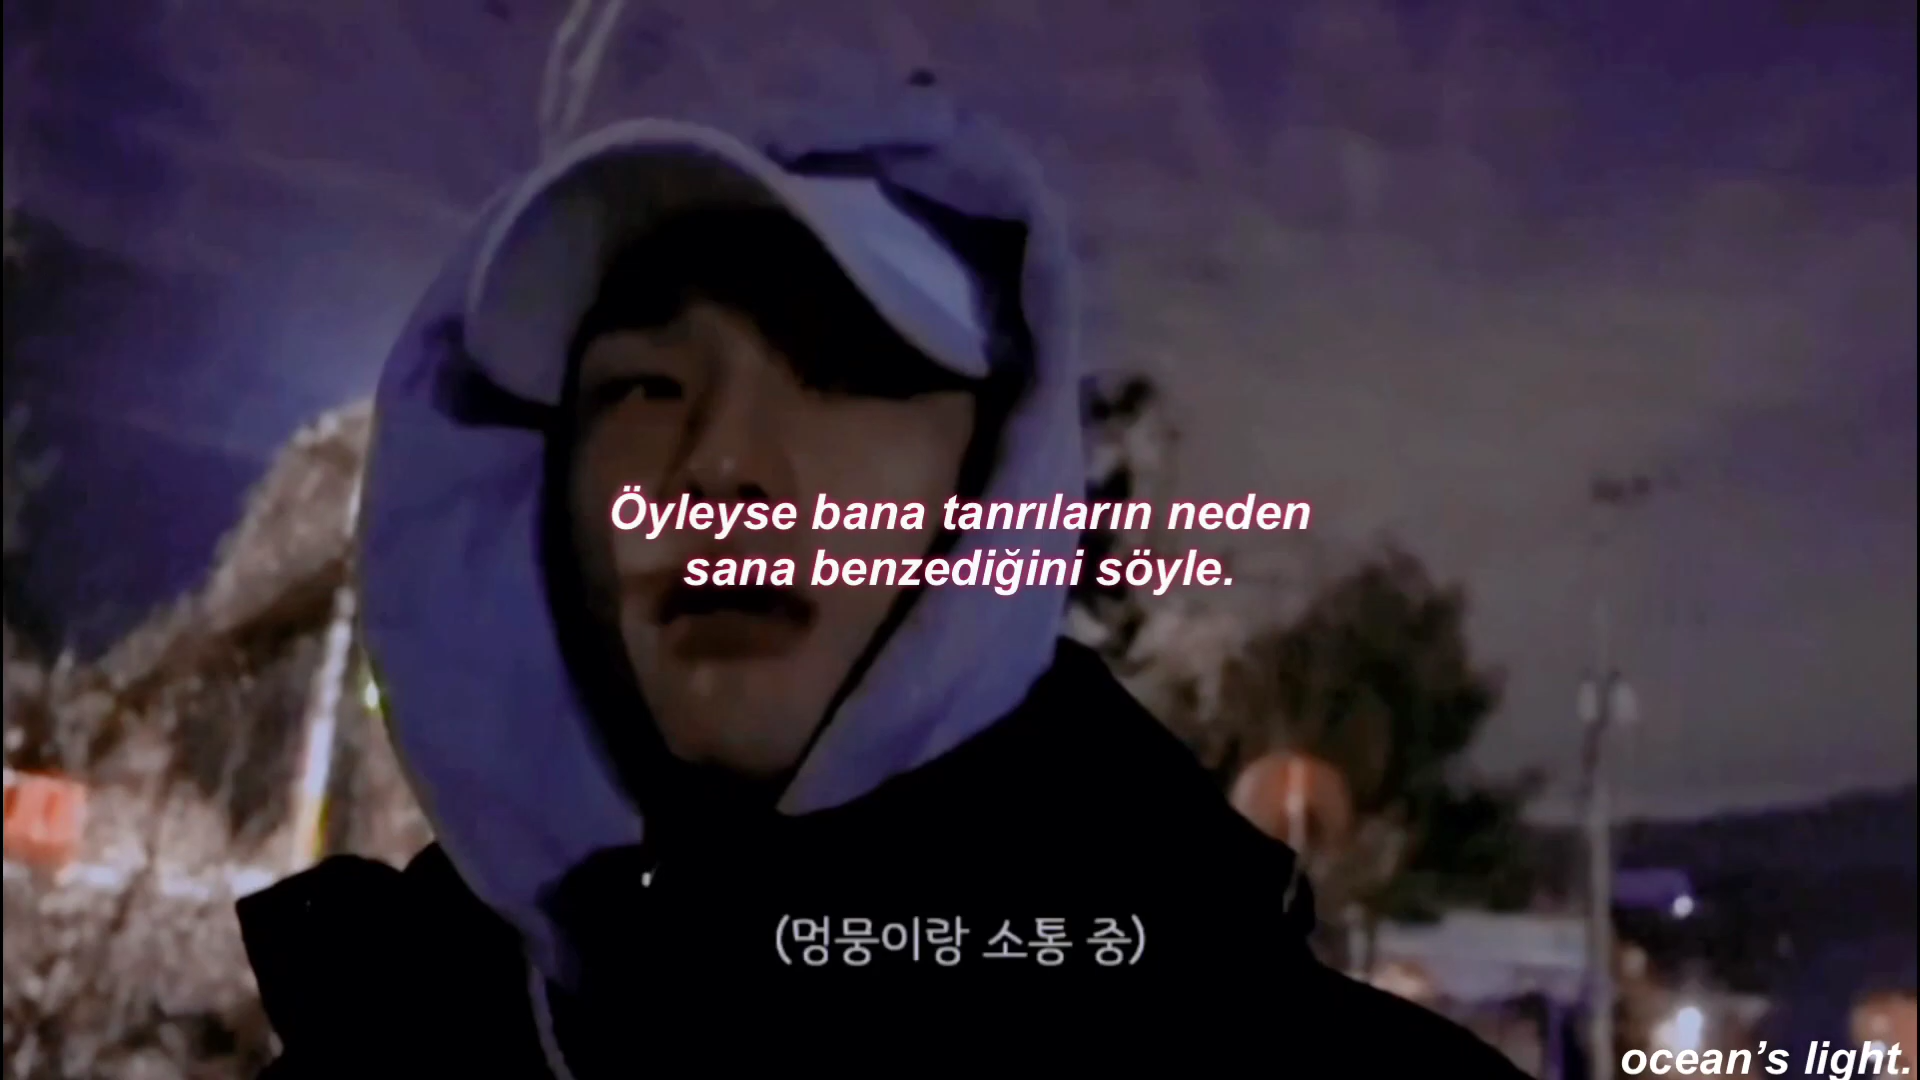 Öyleyse bana tanrıların neden
sana benzediğini söyle.
(멍뭉이랑 소통 중)
ocean's light.